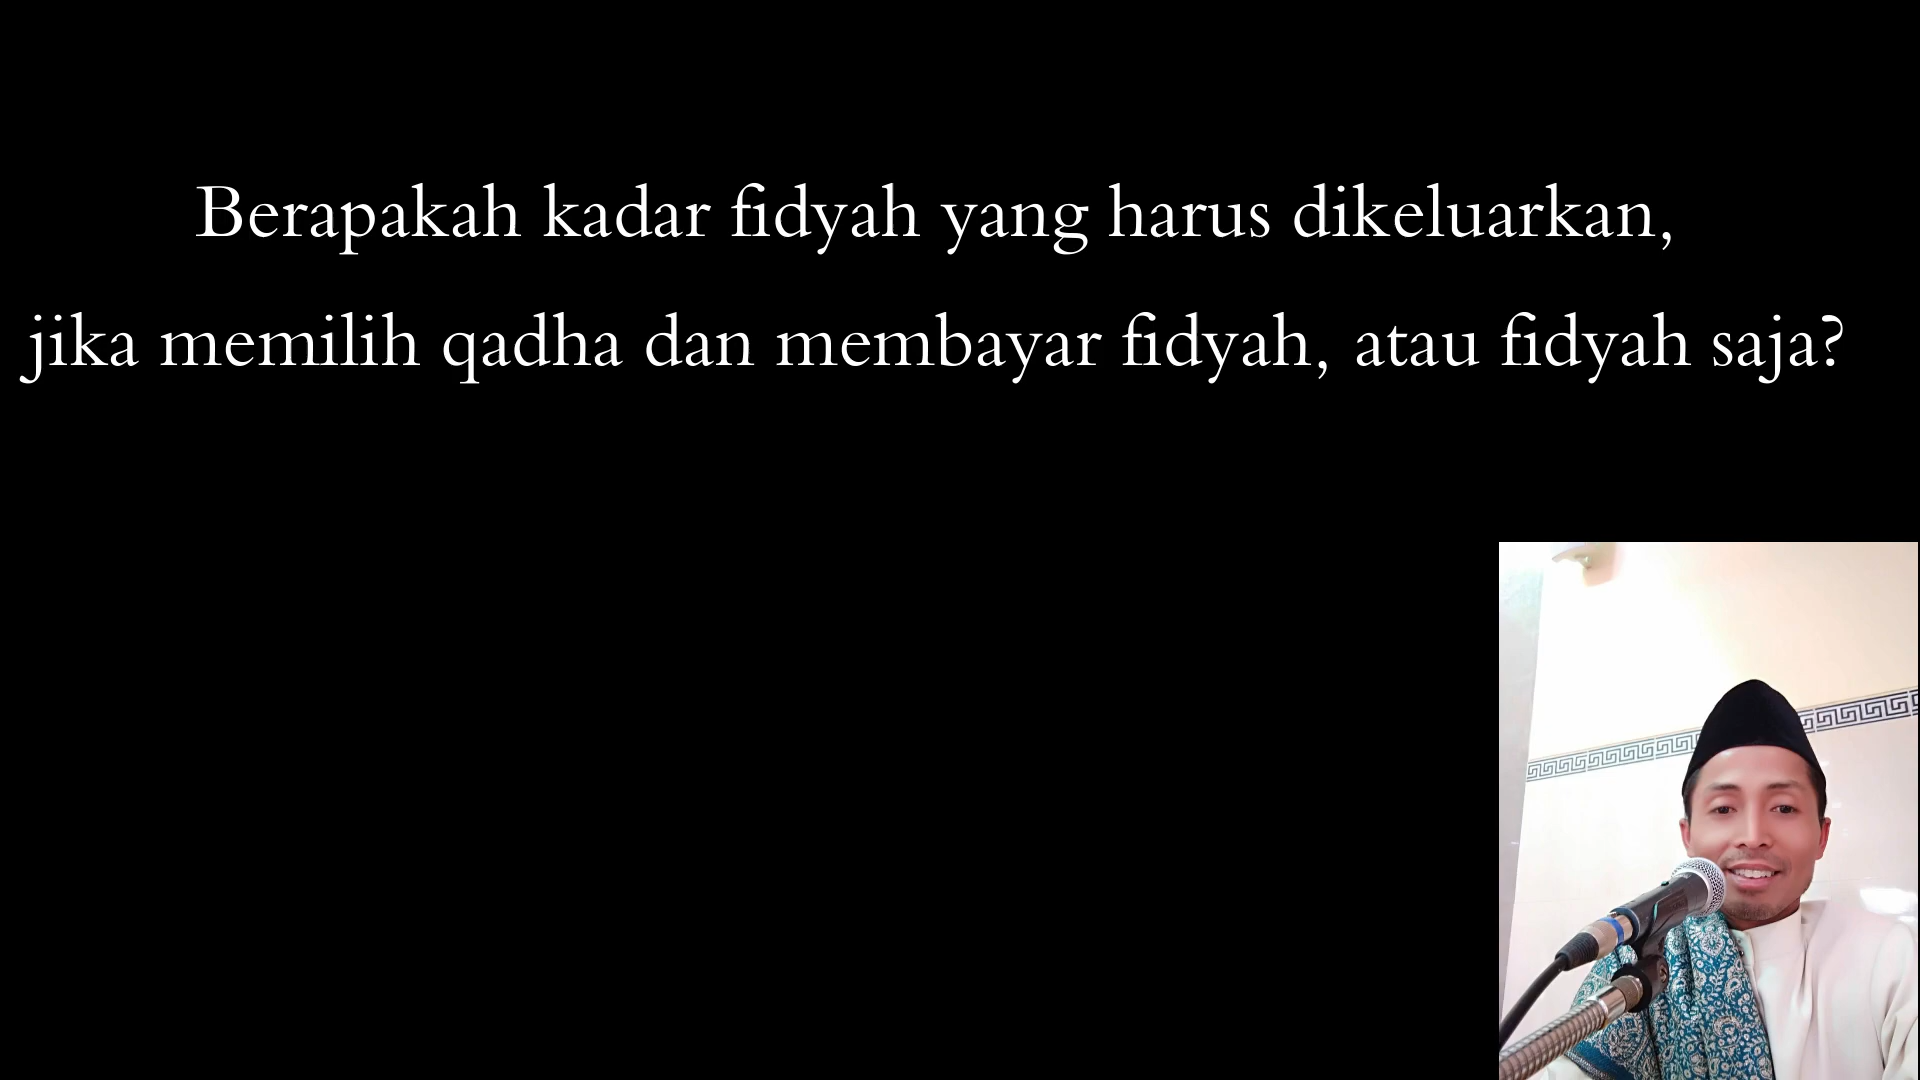 Berapakah kadar fidyah yang harus dikeluarkan,
jika memilih qadha dan membayar fidyah, atau fidyah saja?